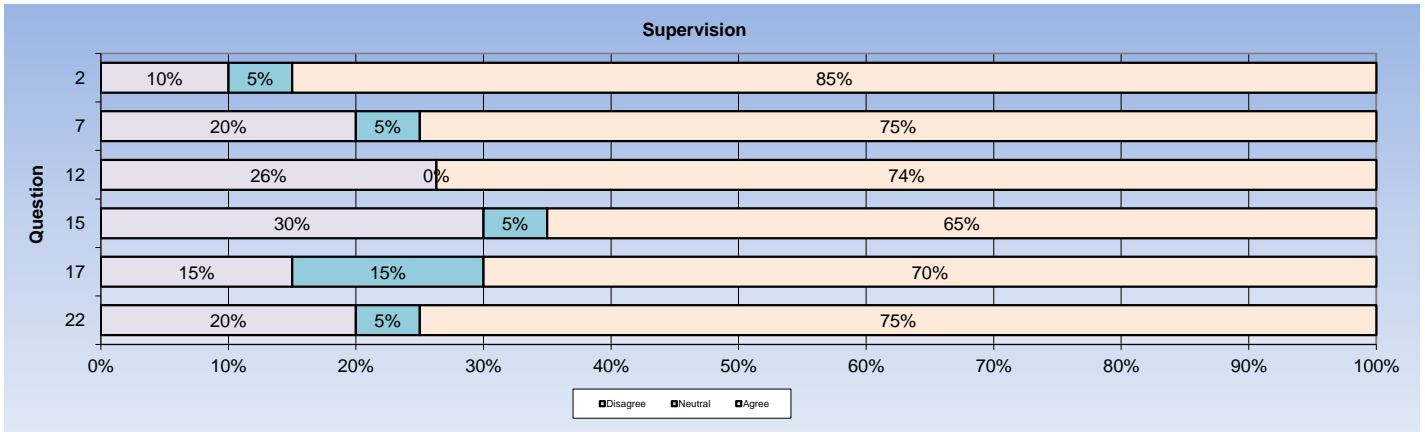 Supervision
Question
2 10% 5% 85%
7 20% 5% 75%
12 26% 0% 74%
15 30% 5% 65%
17 15% 15% 70%
22 20% 5% 75%
0% 10% 20% 30% 40% 50% 60% 70% 80% 90% 100%
Disagree Neutral Agree